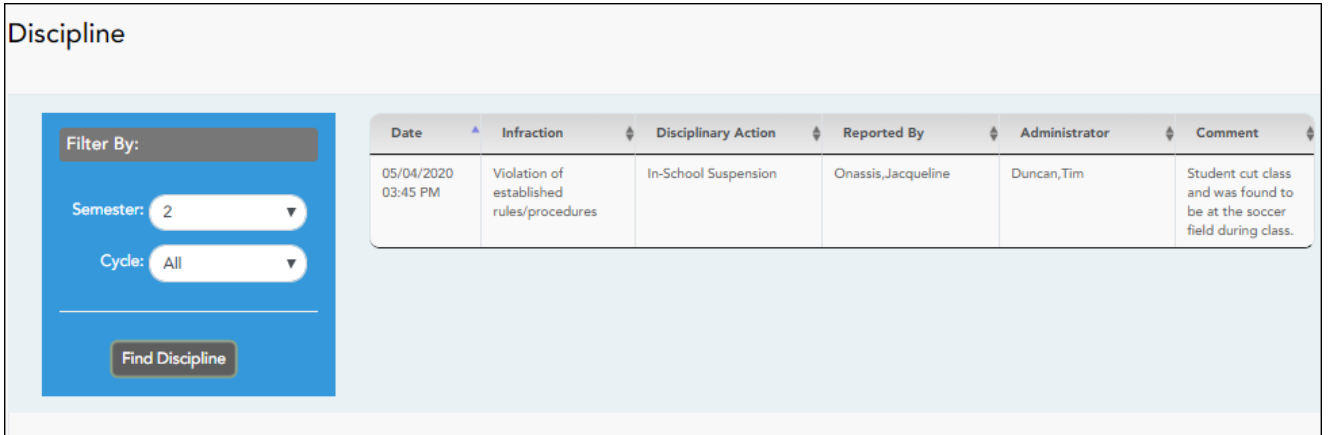 Discipline
Filter By:
Semester: 2
Cycle: All
Find Discipline
Date Infraction Disciplinary Action Reported By Administrator Comment
05/04/2020 Violation of In-School Suspension Onassis,Jacqueline Duncan,Tim Student cut class
03:45 PM established and was found to
rules/procedures be at the soccer
field during class.